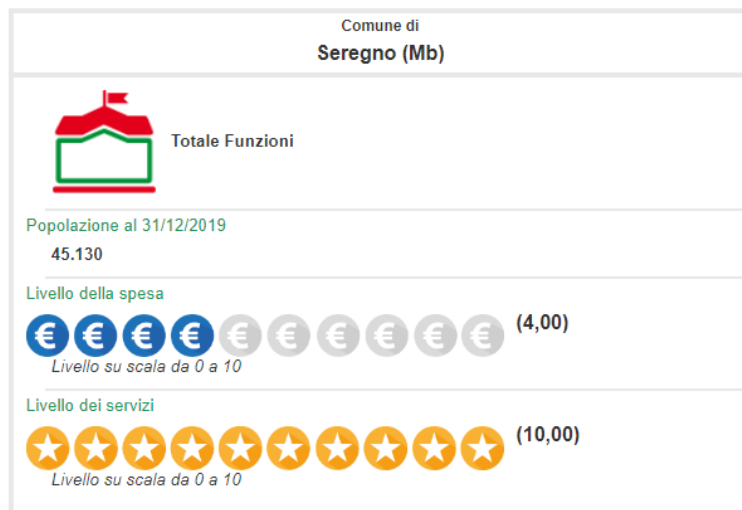 Comune di
Seregno (Mb)
Totale Funzioni
Popolazione al 31/12/2019
45.130
Livello della spesa
€ € € € € € € € € € (4,00)
Livello su scala da 0 a 10
Livello dei servizi
(10,00)
Livello su scala da 0 a 10